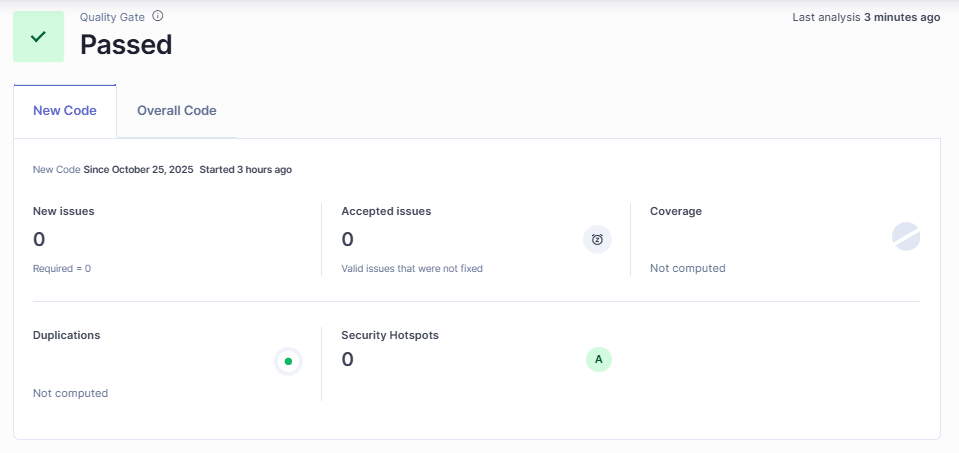 Quality Gate
Last analysis 3 minutes ago
Passed
New Code
Overall Code
New Code Since October 25, 2025 Started 3 hours ago
New issues
Accepted issues
Coverage
0
0
Required = 0
Valid issues that were not fixed
Not computed
Duplications
Security Hotspots
0
A
Not computed